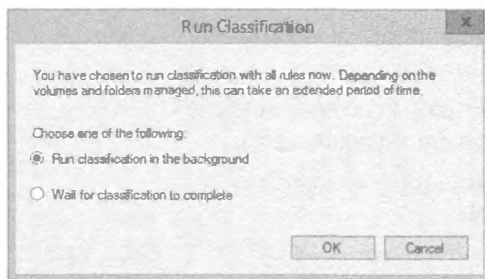 Run Classification
You have chosen to run classification with all rules now. Depending on the
volumes and folders managed, this can take an extended period of time.
Choose one of the following:
Run classification in the background
Wait for classification to complete
OK
Cancel